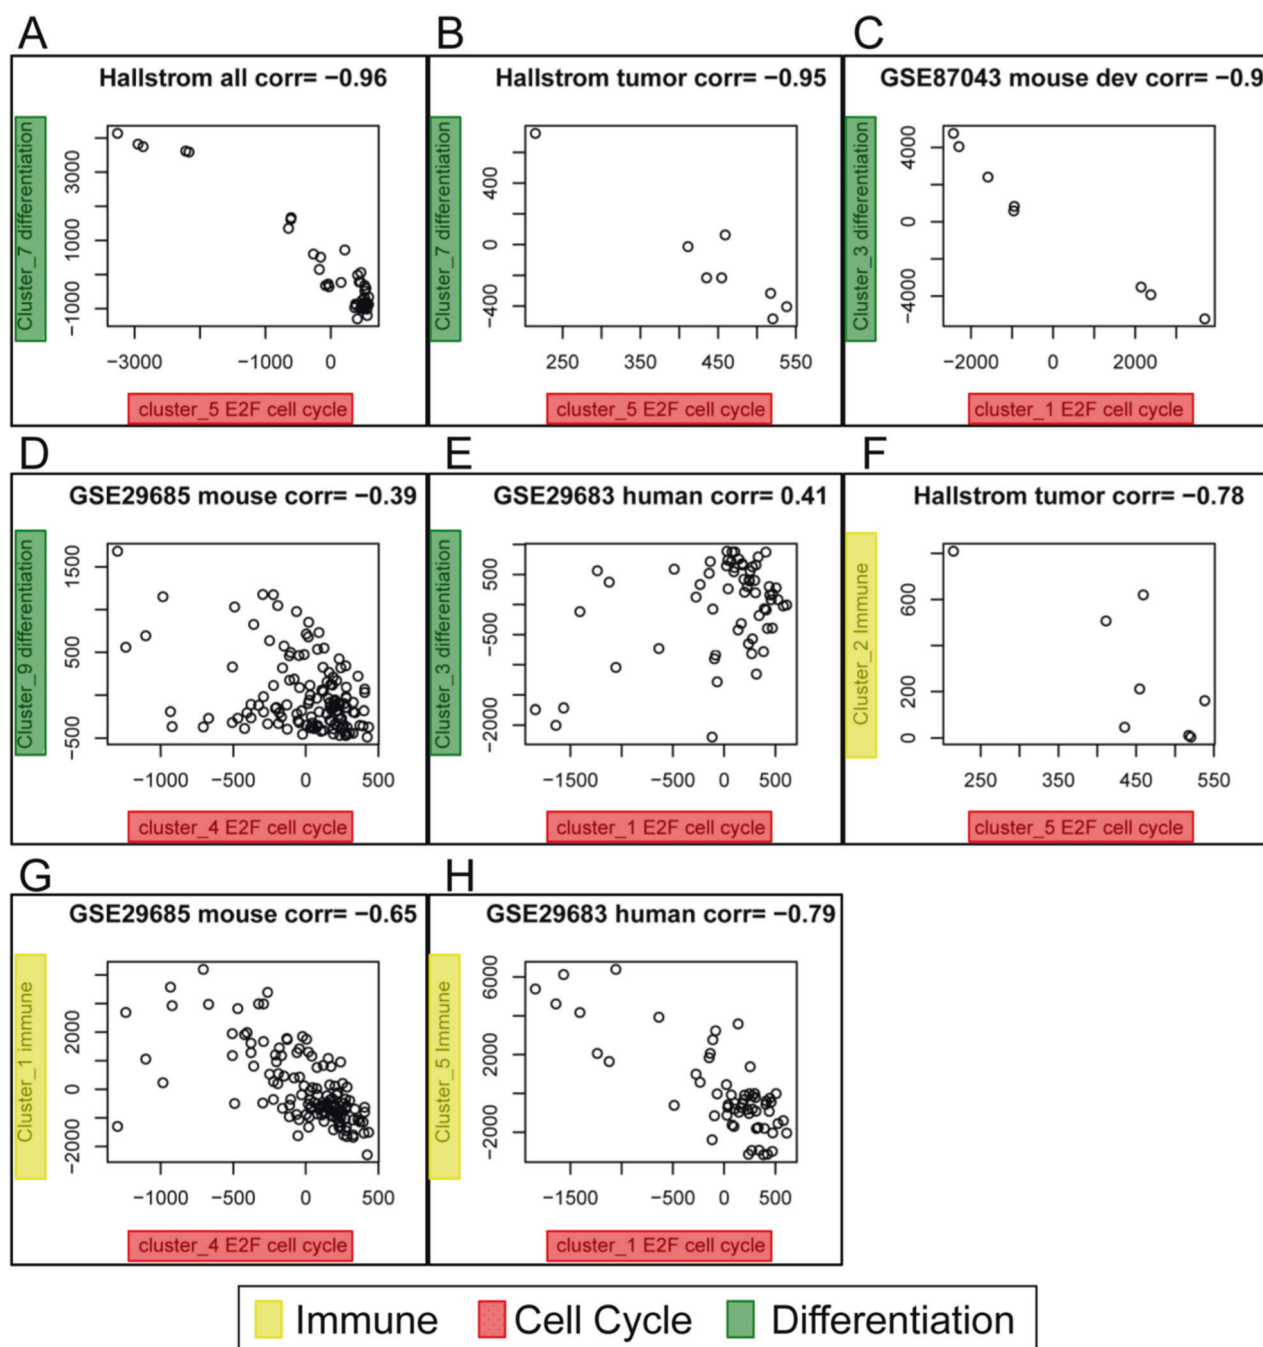 A
Hallstrom all corr= −0.96
Cluster_7 differentiation
3000
1000
−1000
−3000
−1000
0
cluster_5 E2F cell cycle
B
Hallstrom tumor corr= −0.95
Cluster_7 differentiation
400
0
−400
250
350
450
550
cluster_5 E2F cell cycle
C
GSE87043 mouse dev corr= −0.9
Cluster_3 differentiation
4000
0
−4000
−2000
0
2000
cluster_1 E2F cell cycle
D
GSE29685 mouse corr= −0.39
Cluster_9 differentiation
1500
500
−500
−1000
−500
0
500
cluster_4 E2F cell cycle
E
GSE29683 human corr= 0.41
Cluster_3 differentiation
500
−500
−2000
−1500
−500
0
500
cluster_1 E2F cell cycle
F
Hallstrom tumor corr= −0.78
Cluster_2 Immune
600
200
0
250
350
450
550
cluster_5 E2F cell cycle
G
GSE29685 mouse corr= −0.65
Cluster_1 immune
2000
0
−2000
−1000
−500
0
500
cluster_4 E2F cell cycle
H
GSE29683 human corr= −0.79
Cluster_5 Immune
6000
2000
−2000
−1500
−500
0
500
cluster_1 E2F cell cycle
Immune
Cell Cycle
Differentiation